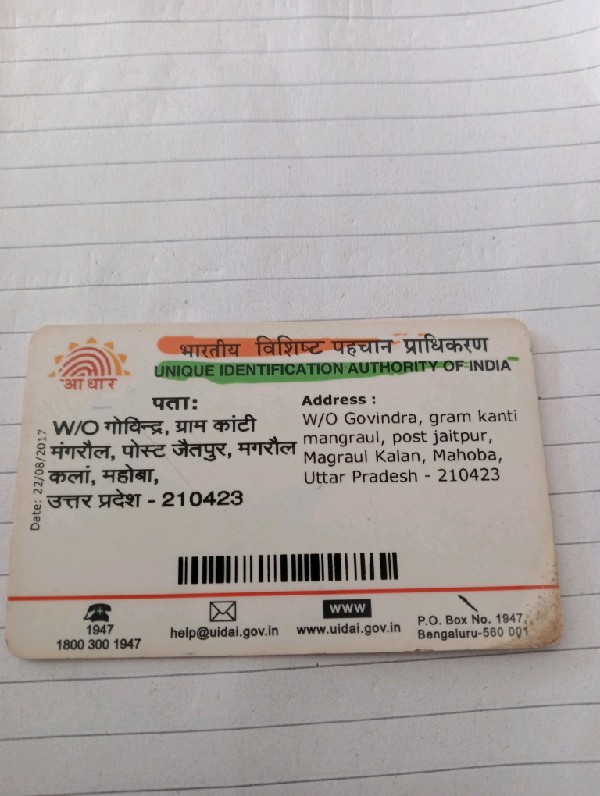 भारतीय विशिष्ट पहचान प्राधिकरण
UNIQUE IDENTIFICATION AUTHORITY OF INDIA
आधार
पता:
W/O गोविन्द्र, ग्राम कांटी
मंगरौल, पोस्ट जैतपुर, मगरौल
कलां, महोबा,
उत्तर प्रदेश - 210423
Address :
W/O Govindra, gram kanti
mangraul, post jaitpur,
Magraul Kalan, Mahoba,
Uttar Pradesh - 210423
Date: 22/08/2017
1947
1800 300 1947
help@uidai.gov.in
www
www.uidai.gov.in
P.O. Box No. 1947,
Bengaluru-560 001